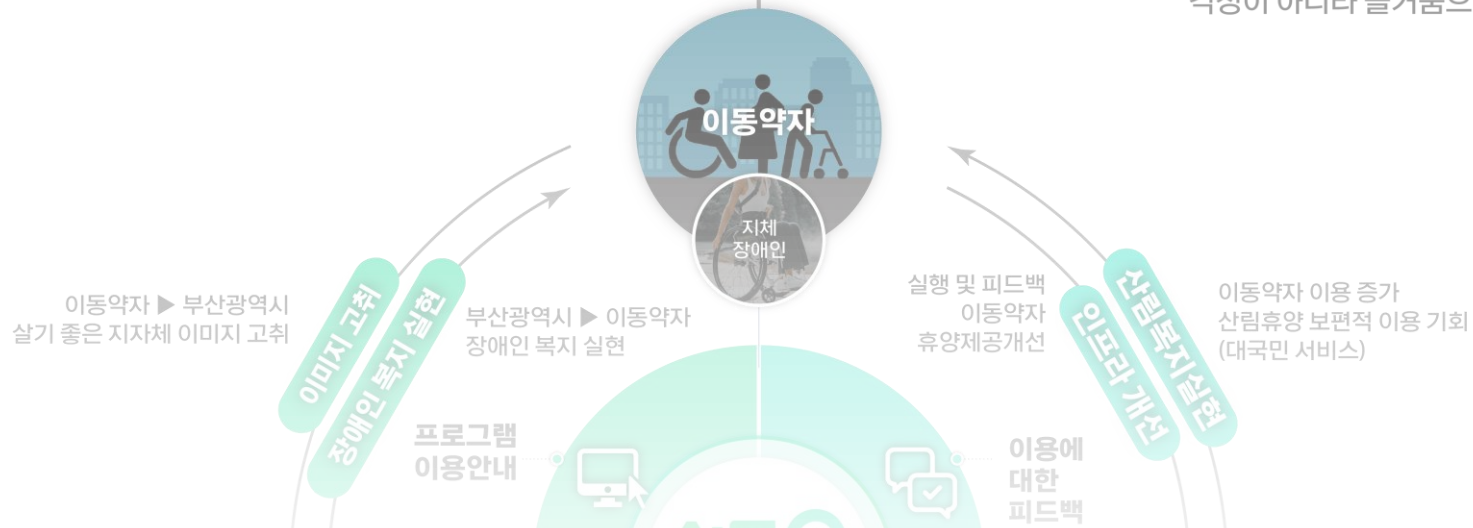 이동약자
지체
장애인
이동약자 ▶ 부산광역시
살기 좋은 지자체 이미지 고취
이미지 고취
장애인 복지 실현
부산광역시 ▶ 이동약자
장애인 복지 실현
실행 및 피드백
이동약자
휴양제공개선
인프라 개선
산림복지실현
이동약자 이용 증가
산림휴양 보편적 이용 기회
(대국민 서비스)
프로그램
이용안내
이용에
대한
피드백